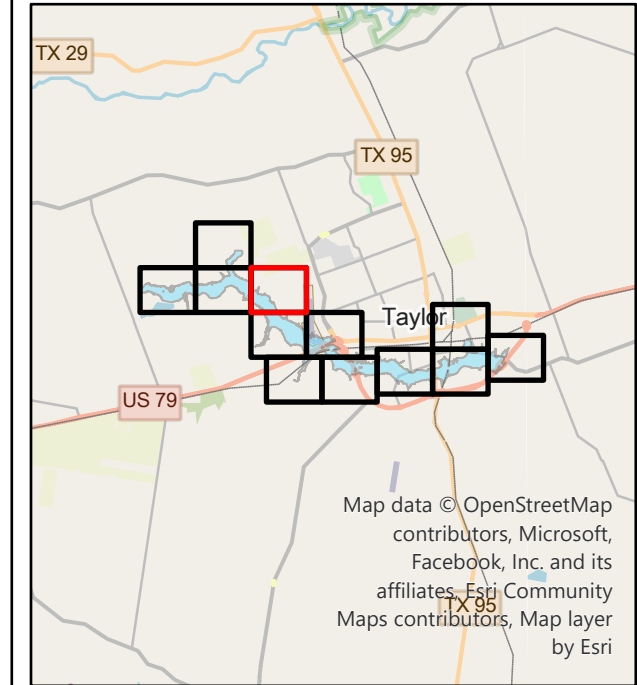 TX 29
TX 95
Taylor
US 79
Map data © OpenStreetMap
contributors, Microsoft,
Facebook, Inc. and its
affiliates, Esri Community
Maps contributors, Map layer
by Esri
TX 95